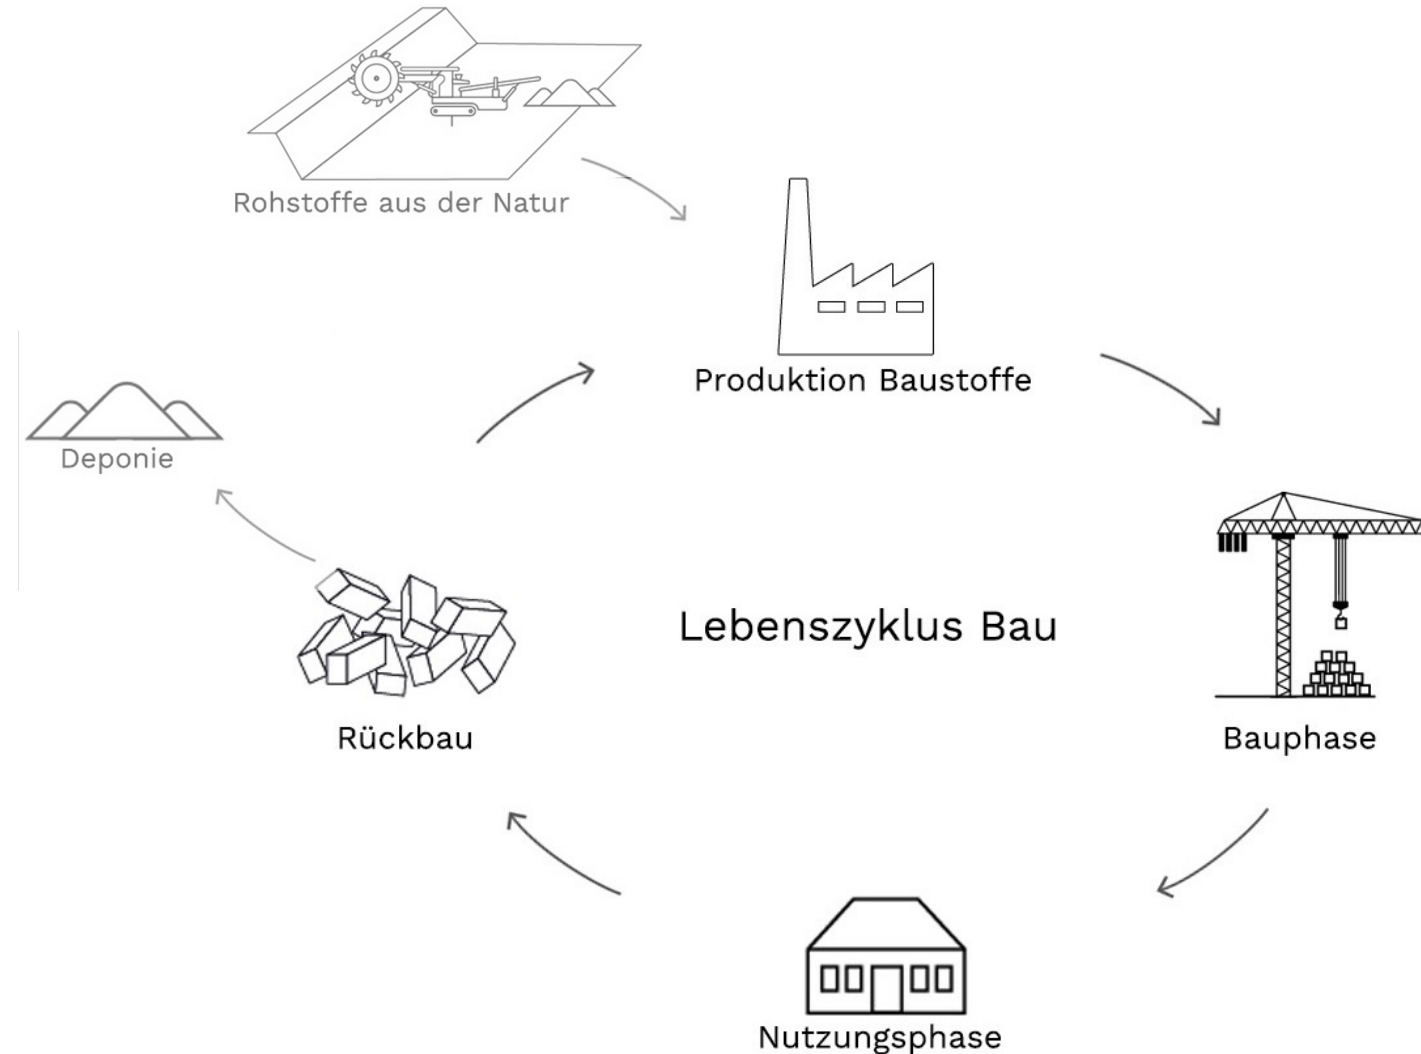 Rohstoffe aus der Natur
Produktion Baustoffe
Deponie
Lebenszyklus Bau
Rückbau
Bauphase
Nutzungsphase